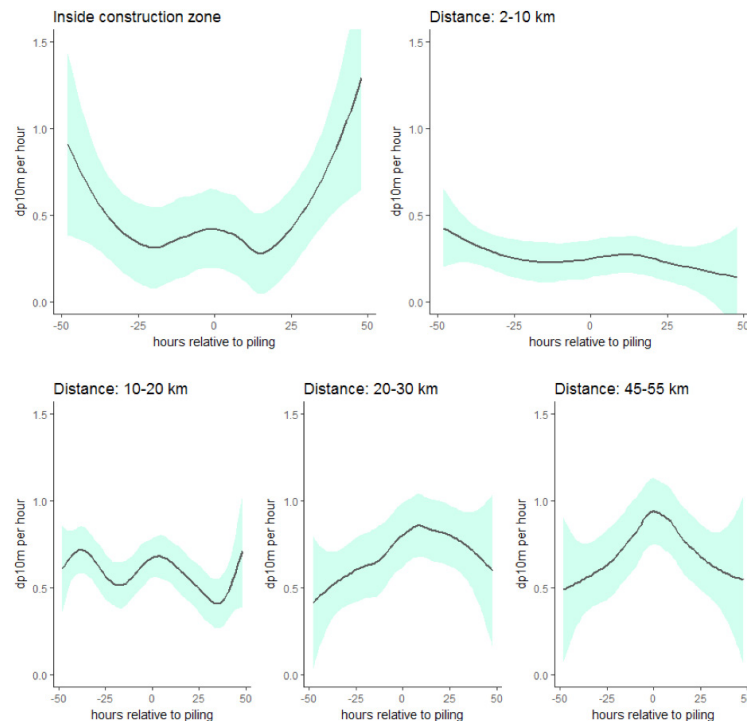 Inside construction zone
1.5
1.0
0.5
0.0
dp10m per hour
-50 -25 0 25 50
hours relative to piling
Distance: 2-10 km
1.5
1.0
0.5
0.0
dp10m per hour
-50 -25 0 25 50
hours relative to piling
Distance: 10-20 km
1.5
1.0
0.5
0.0
dp10m per hour
-50 -25 0 25 50
hours relative to piling
Distance: 20-30 km
1.5
1.0
0.5
0.0
dp10m per hour
-50 -25 0 25 50
hours relative to piling
Distance: 45-55 km
1.5
1.0
0.5
0.0
dp10m per hour
-50 -25 0 25 50
hours relative to piling